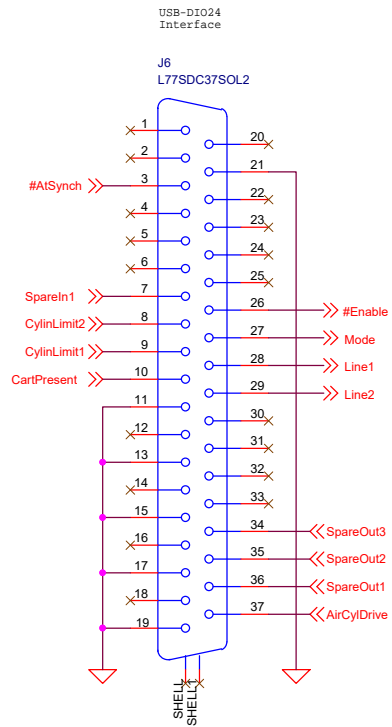 USB-DIO24
Interface
J6
L77SDC37SOL2
1
20
2
21
#AtSynch 3
22
4
23
5
24
6
25
SpareIn1 7
26 #Enable
CylinLimit2 8
27 Mode
CylinLimit1 9
28 Line1
CartPresent 10
29 Line2
11
30
12
31
13
32
14
33
15
34 SpareOut3
16
35 SpareOut2
17
36 SpareOut1
18
37 AirCylDrive
19
SHELL
SHELL